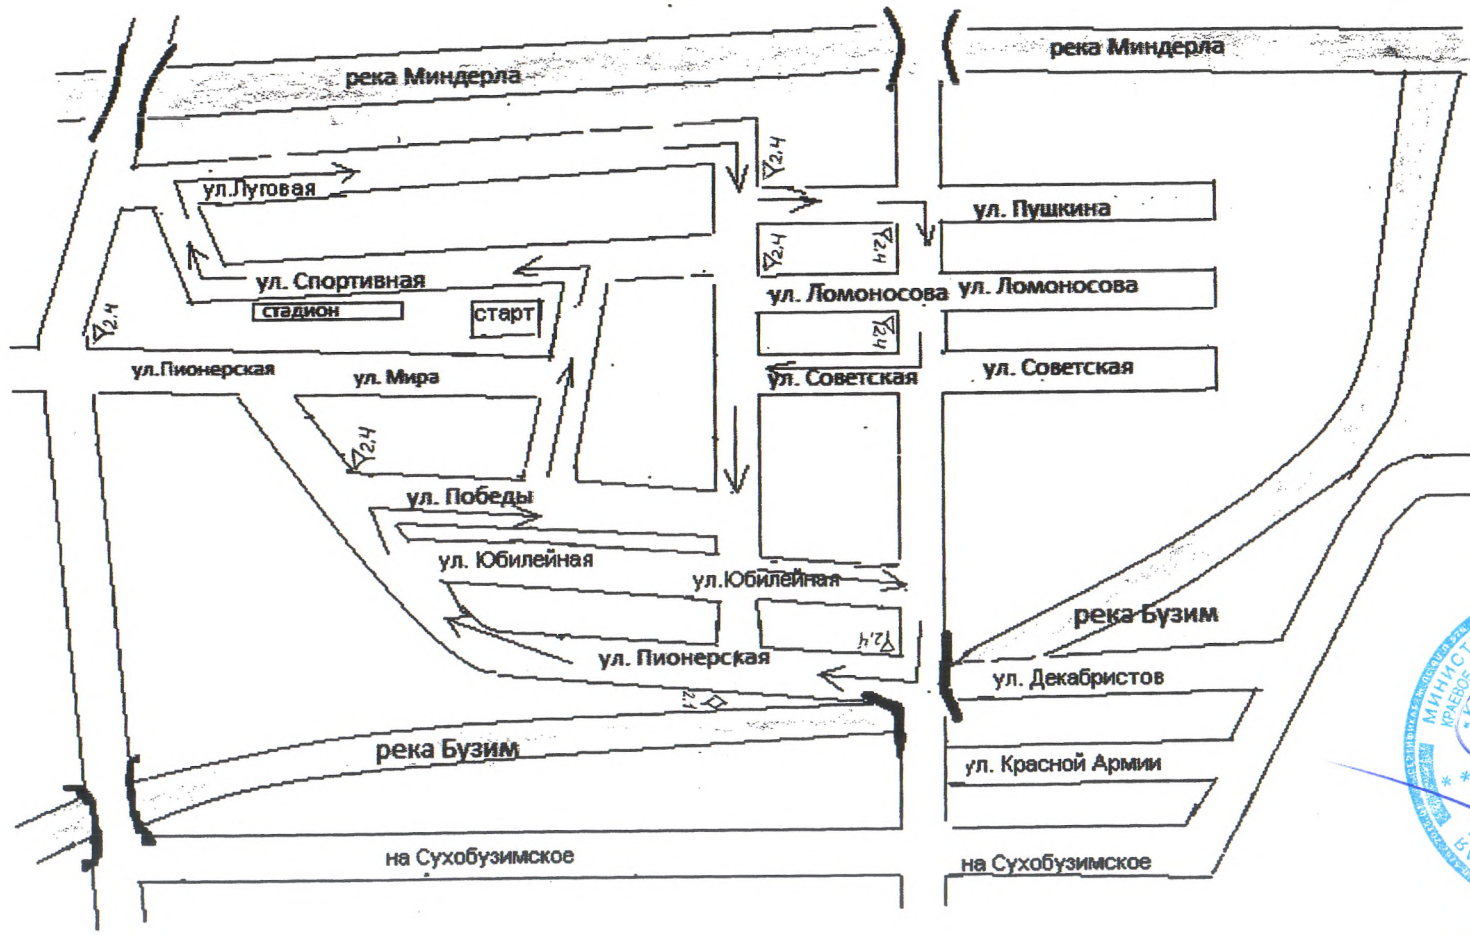 река Миндерла
река Миндерла
2,4
ул.Луговая
ул. Пушкина
2,4
2,4
ул. Спортивная
ул. Ломоносова
ул. Ломоносова
стадион
старт
2,4
2,4
ул.Пионерская
ул. Мира
ул. Советская
ул. Советская
2,4
ул. Победы
ул. Юбилейная
ул.Юбилейная
река Бузим
2,4
ул. Пионерская
ул. Декабристов
2.1
река Бузим
ул. Красной Армии
МИНИСТ
КРАЕВОЕ
на Сухобузимское
на Сухобузимское